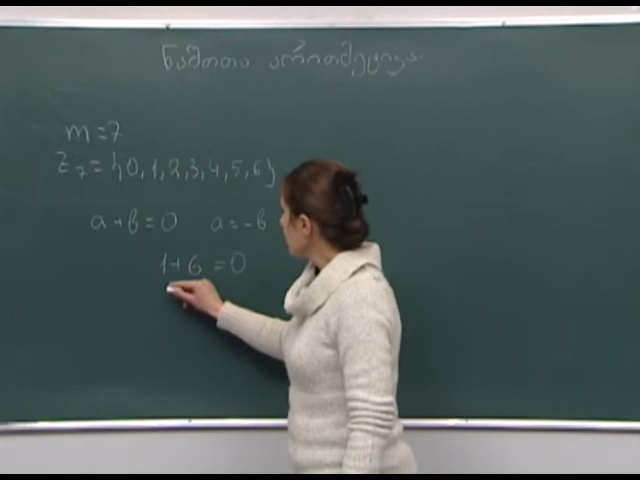 ნაშთთა არითმეტიკა
m = 7
Z₇ = {0, 1, 2, 3, 4, 5, 6}
a + b = 0 a = -b
1 + 6 = 0